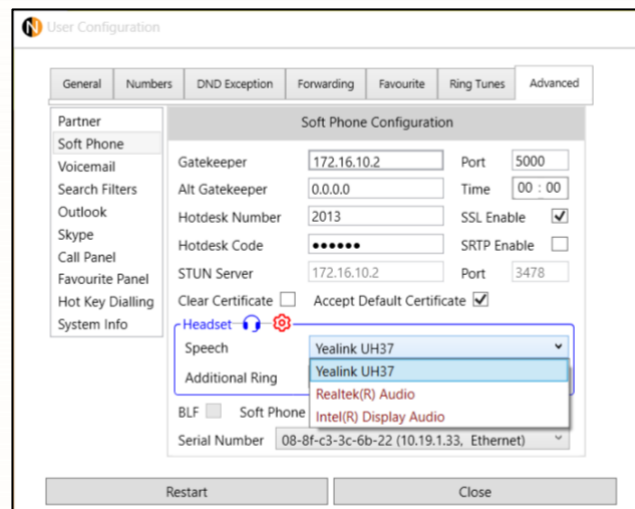 User Configuration
General Numbers DND Exception Forwarding Favourite Ring Tunes Advanced
Partner
Soft Phone
Voicemail
Search Filters
Outlook
Skype
Call Panel
Favourite Panel
Hot Key Dialling
System Info
Soft Phone Configuration
Gatekeeper 172.16.10.2 Port 5000
Alt Gatekeeper 0.0.0.0 Time 00 : 00
Hotdesk Number 2013 SSL Enable
Hotdesk Code ●●●●●● SRTP Enable
STUN Server 172.16.10.2 Port 3478
Clear Certificate Accept Default Certificate
Headset
Speech Yealink UH37
Yealink UH37
Additional Ring
Realtek(R) Audio
Intel(R) Display Audio
BLF Soft Phone
Serial Number 08-8f-c3-3c-6b-22 (10.19.1.33, Ethernet)
Restart Close